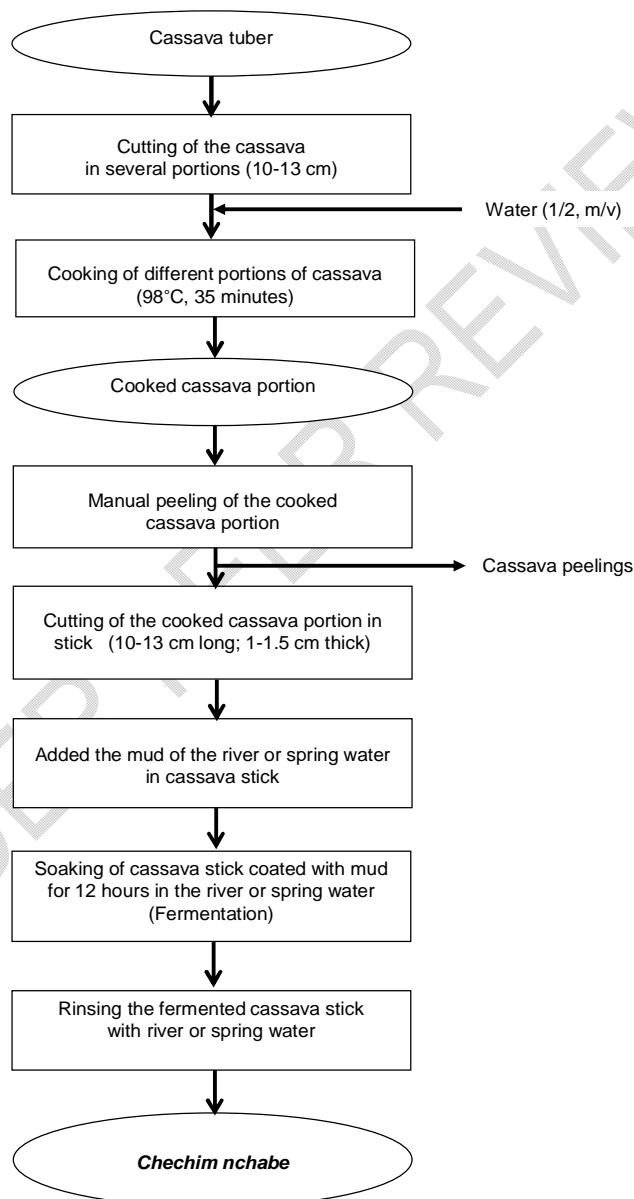 Cassava tuber
Cutting of the cassava
in several portions (10-13 cm)
Water (1/2, m/v)
Cooking of different portions of cassava
(98°C, 35 minutes)
Cooked cassava portion
Manual peeling of the cooked
cassava portion
Cassava peelings
Cutting of the cooked cassava portion in
stick (10-13 cm long; 1-1.5 cm thick)
Added the mud of the river or spring water
in cassava stick
Soaking of cassava stick coated with mud
for 12 hours in the river or spring water
(Fermentation)
Rinsing the fermented cassava stick
with river or spring water
Chechim nchabe